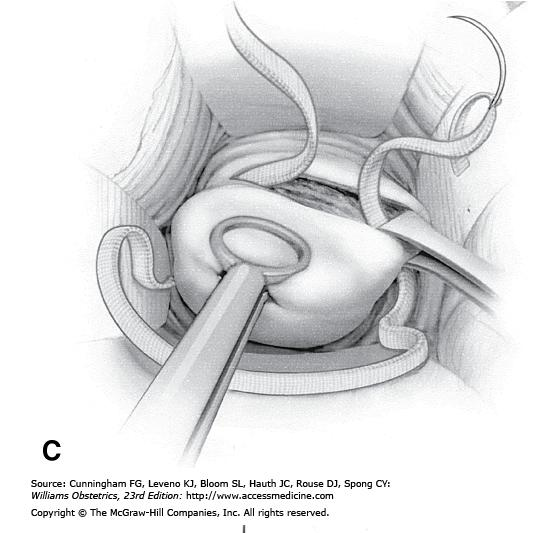 C
Source: Cunningham FG, Leveno KJ, Bloom SL, Hauth JC, Rouse DJ, Spong CY:
Williams Obstetrics, 23rd Edition: http://www.accessmedicine.com
Copyright © The McGraw-Hill Companies, Inc. All rights reserved.